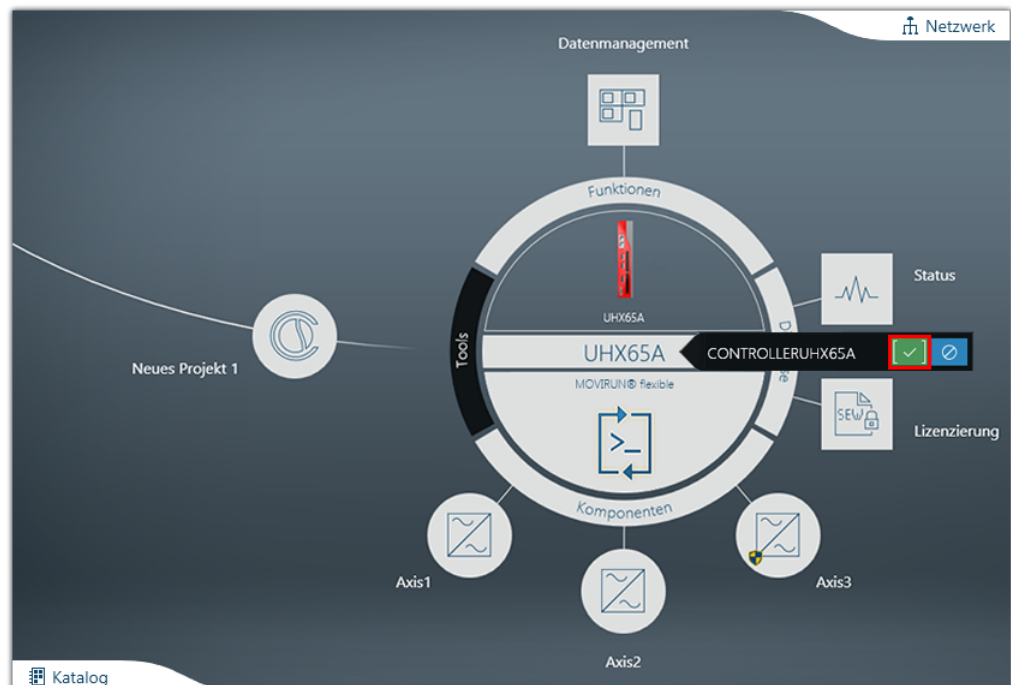 Netzwerk
Datenmanagement
Funktionen
Status
UHX65A
Tools
UHX65A
CONTROLLERUHX65A
Neues Projekt 1
MOVIRUN® flexible
SEW
Lizenzierung
Komponenten
Axis1
Axis3
Axis2
Katalog